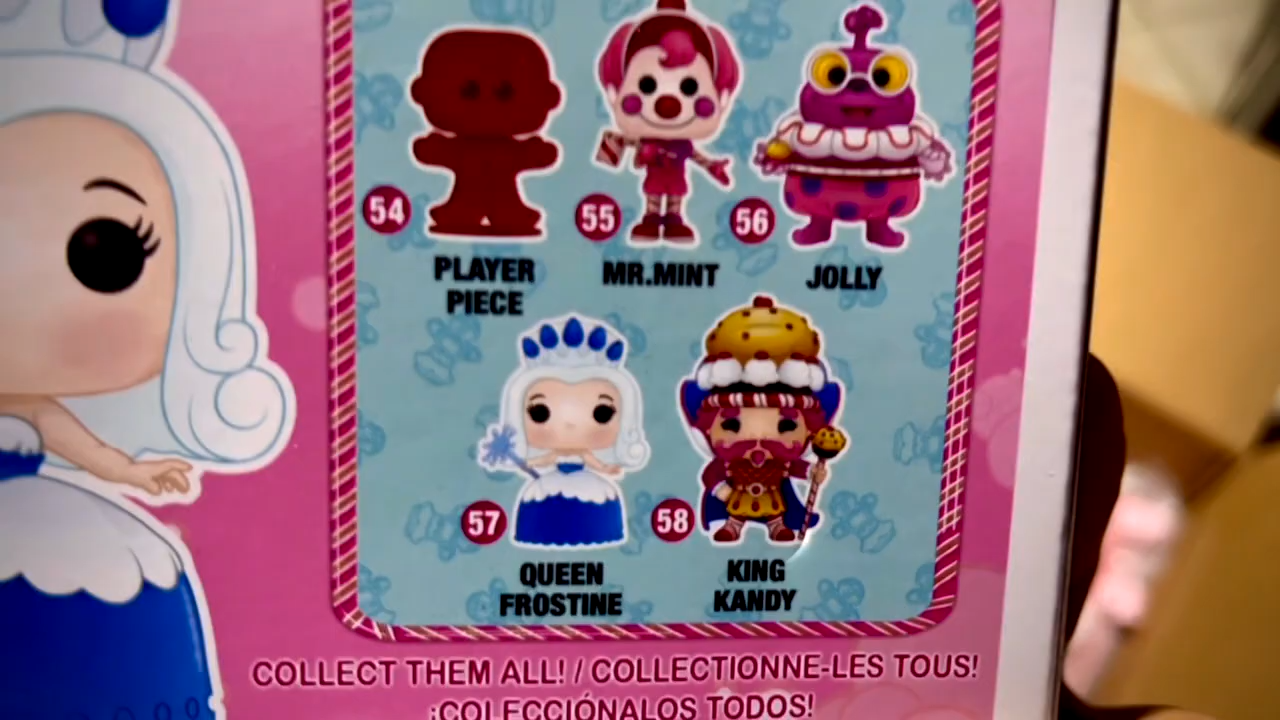 54 55 56
PLAYER PIECE
MR.MINT
JOLLY
57 58
QUEEN FROSTINE
KING KANDY
COLLECT THEM ALL! / COLLECTIONNE-LES TOUS!
¡COLECCIÓNALOS TODOS!